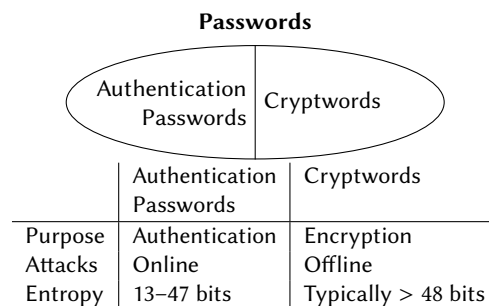 Passwords
Authentication Cryptwords
Passwords
Authentication Cryptwords
Passwords
Purpose Authentication Encryption
Attacks Online Offline
Entropy 13–47 bits Typically > 48 bits